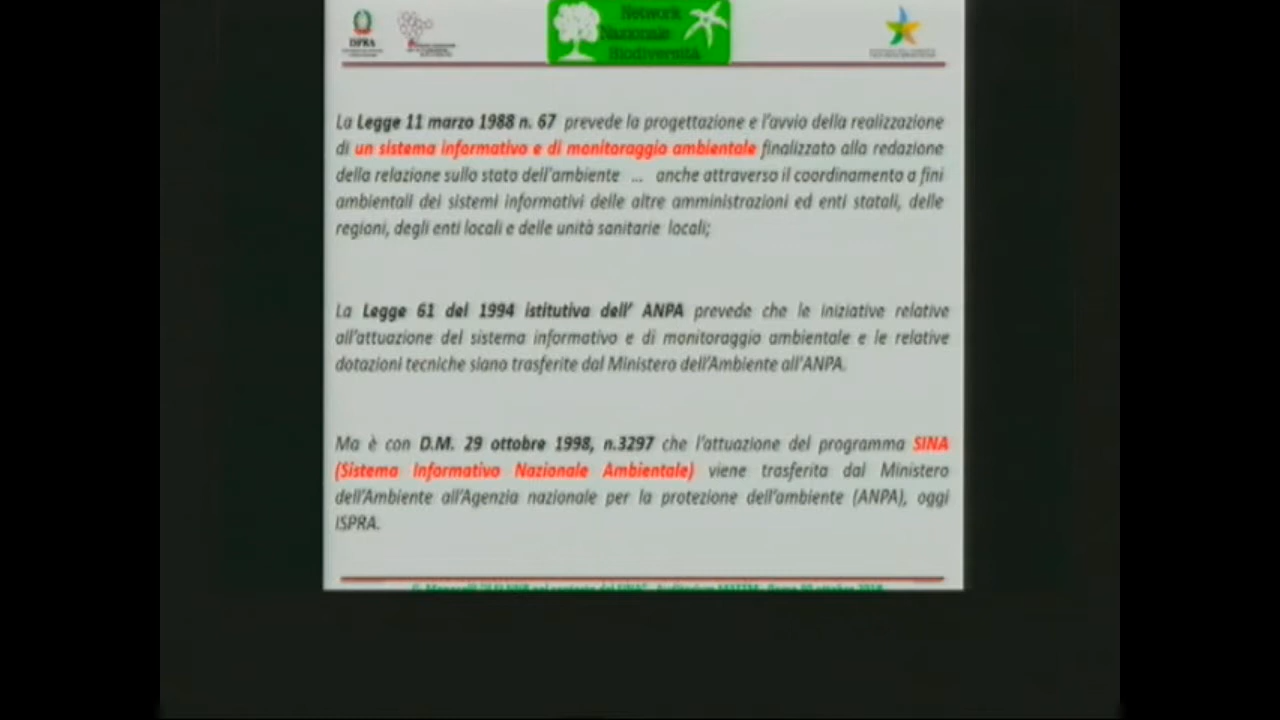 ISPRA
Network
Nazionale
Biodiversità
La Legge 11 marzo 1988 n. 67 prevede la progettazione e l'avvio della realizzazione
di un sistema informativo e di monitoraggio ambientale finalizzato alla redazione
della relazione sullo stato dell'ambiente ... anche attraverso il coordinamento a fini
ambientali dei sistemi informativi delle altre amministrazioni ed enti statali, delle
regioni, degli enti locali e delle unità sanitarie locali;
La Legge 61 del 1994 istitutiva dell' ANPA prevede che le iniziative relative
all'attuazione del sistema informativo e di monitoraggio ambientale e le relative
dotazioni tecniche siano trasferite dal Ministero dell'Ambiente all'ANPA.
Ma è con D.M. 29 ottobre 1998, n.3297 che l'attuazione del programma SINA
(Sistema Informativo Nazionale Ambientale) viene trasferita dal Ministero
dell'Ambiente all'Agenzia nazionale per la protezione dell'ambiente (ANPA), oggi
ISPRA.